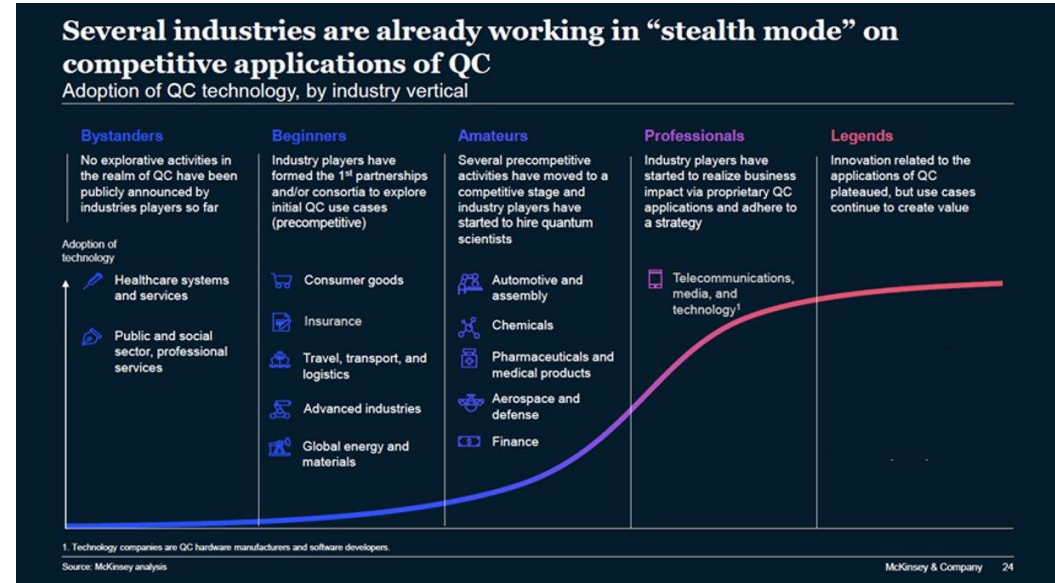 Several industries are already working in “stealth mode” on
competitive applications of QC
Adoption of QC technology, by industry vertical
Bystanders
No explorative activities in
the realm of QC have been
publicly announced by
industries players so far
Beginners
Industry players have
formed the 1st partnerships
and/or consortia to explore
initial QC use cases
(precompetitive)
Amateurs
Several precompetitive
activities have moved to a
competitive stage and
industry players have
started to hire quantum
scientists
Professionals
Industry players have
started to realize business
impact via proprietary QC
applications and adhere to
a strategy
Legends
Innovation related to the
applications of QC
plateaued, but use cases
continue to create value
Adoption of
technology
Healthcare systems
and services
Public and social
sector, professional
services
Consumer goods
Insurance
Travel, transport, and
logistics
Advanced industries
Global energy and
materials
Automotive and
assembly
Chemicals
Pharmaceuticals and
medical products
Aerospace and
defense
Finance
Telecommunications,
media, and
technology1
1. Technology companies are QC hardware manufacturers and software developers.
Source: McKinsey analysis
McKinsey & Company 24